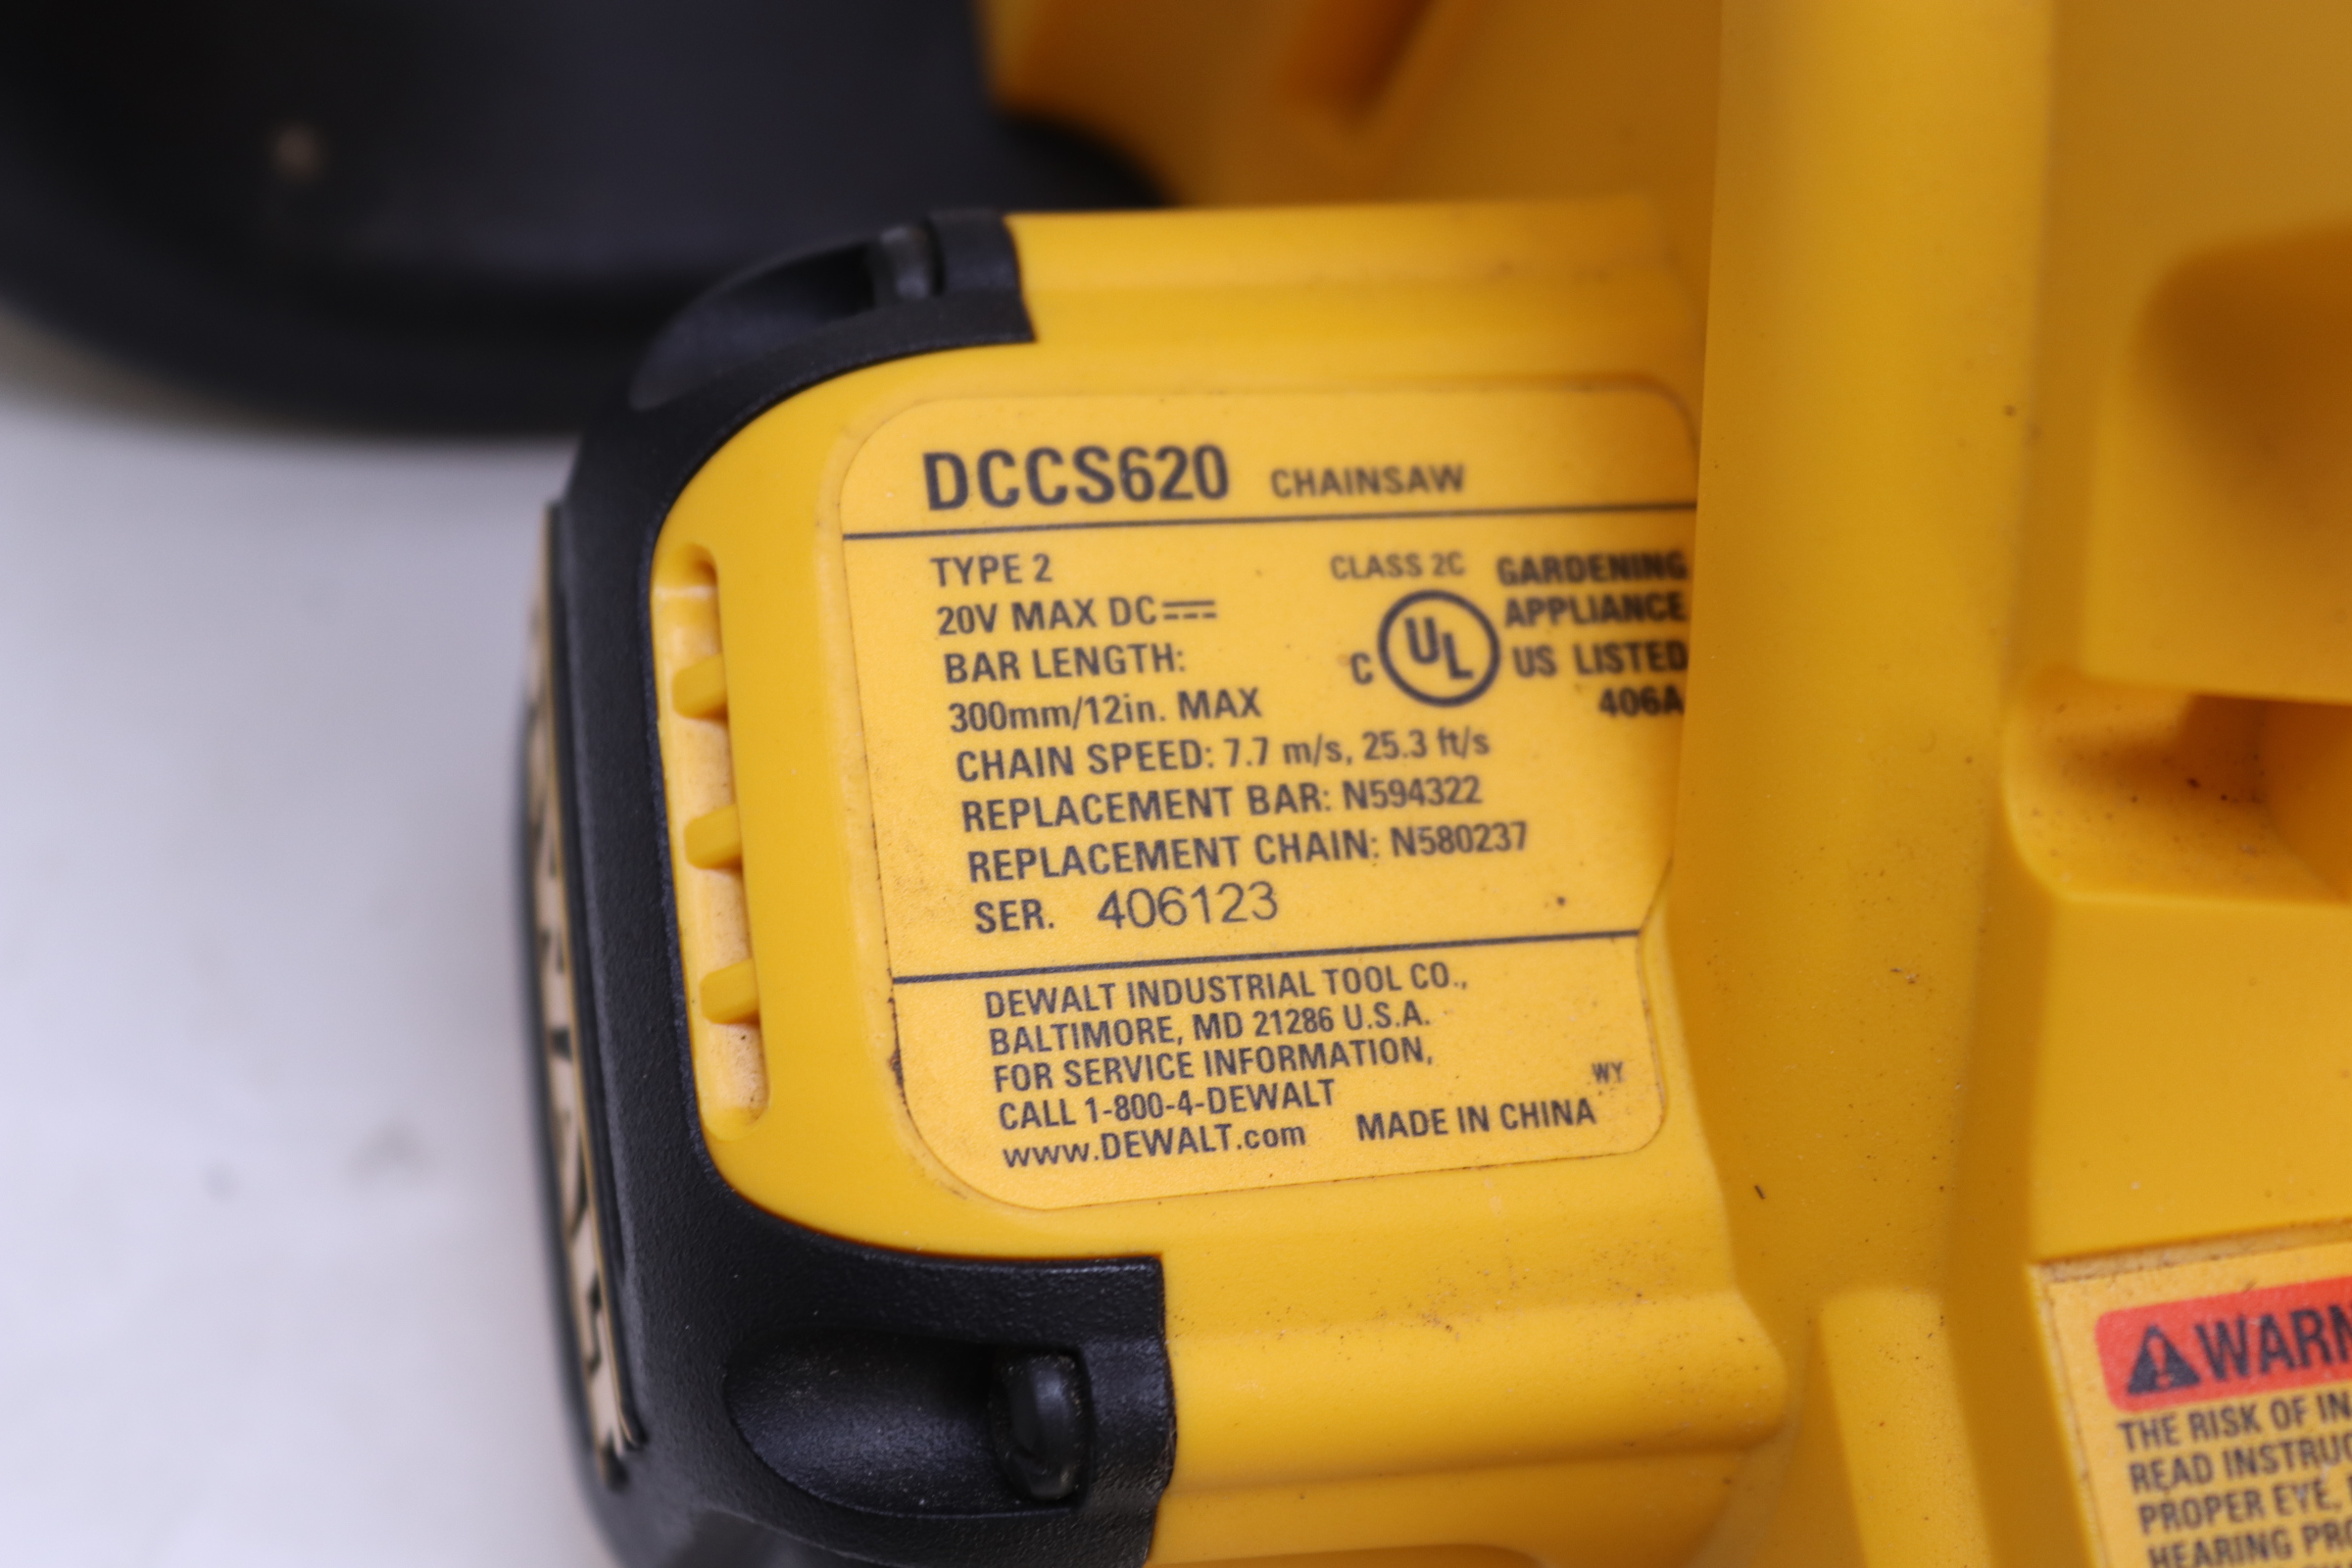 DCCS620 CHAINSAW
TYPE 2
20V MAX DC
BAR LENGTH:
300mm/12in. MAX
CLASS 2C
GARDENING
APPLIANCE
C UL US LISTED
406A
CHAIN SPEED: 7.7 m/s, 25.3 ft/s
REPLACEMENT BAR: N594322
REPLACEMENT CHAIN: N580237
SER. 406123
DEWALT INDUSTRIAL TOOL CO.,
BALTIMORE, MD 21286 U.S.A.
FOR SERVICE INFORMATION,
CALL 1-800-4-DEWALT
www.DEWALT.com
WY
MADE IN CHINA
THE RISK OF
READ
PROPER EYE,
HEARING